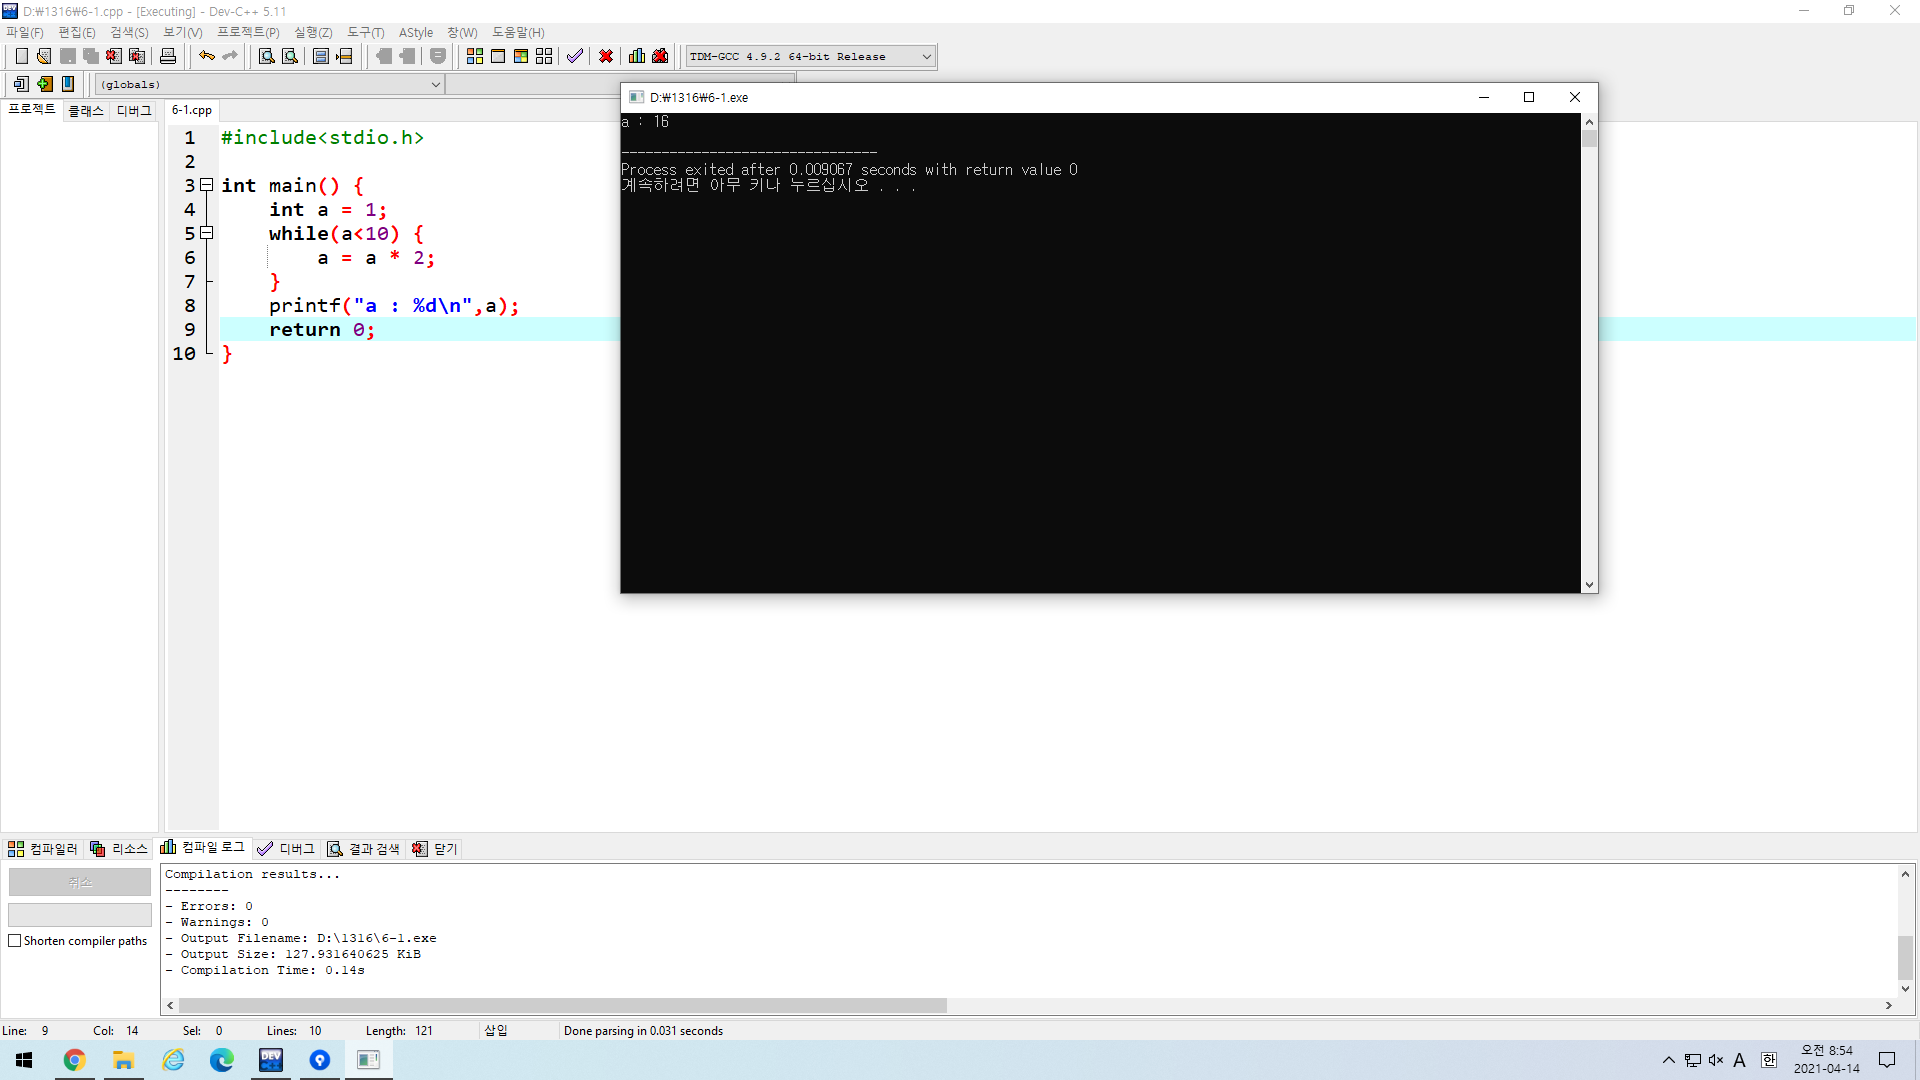 D:\1316\6-1.cpp - [Executing] - Dev-C++ 5.11
파일(F) 편집(E) 검색(S) 보기(V) 프로젝트(P) 실행(Z) 도구(T) AStyle 창(W) 도움말(H)
TDM-GCC 4.9.2 64-bit Release
(globals)
프로젝트 클래스 디버그 6-1.cpp
1 #include<stdio.h>
2
3 int main() {
4 int a = 1;
5 while(a<10) {
6 a = a * 2;
7 }
8 printf("a : %d\n",a);
9 return 0;
10 }
D:₩1316₩6-1.exe
a : 16
--------------------------------
Process exited after 0.009067 seconds with return value 0
계속하려면 아무 키나 누르십시오 . . .
컴파일러 리소스 컴파일 로그 디버그 결과 검색 닫기
취소
Shorten compiler paths
Compilation results...
--------
- Errors: 0
- Warnings: 0
- Output Filename: D:\1316\6-1.exe
- Output Size: 127.931640625 KiB
- Compilation Time: 0.14s
Line: 9 Col: 14 Sel: 0 Lines: 10 Length: 121 삽입 Done parsing in 0.031 seconds
DEV
A 한
오전 8:54
2021-04-14